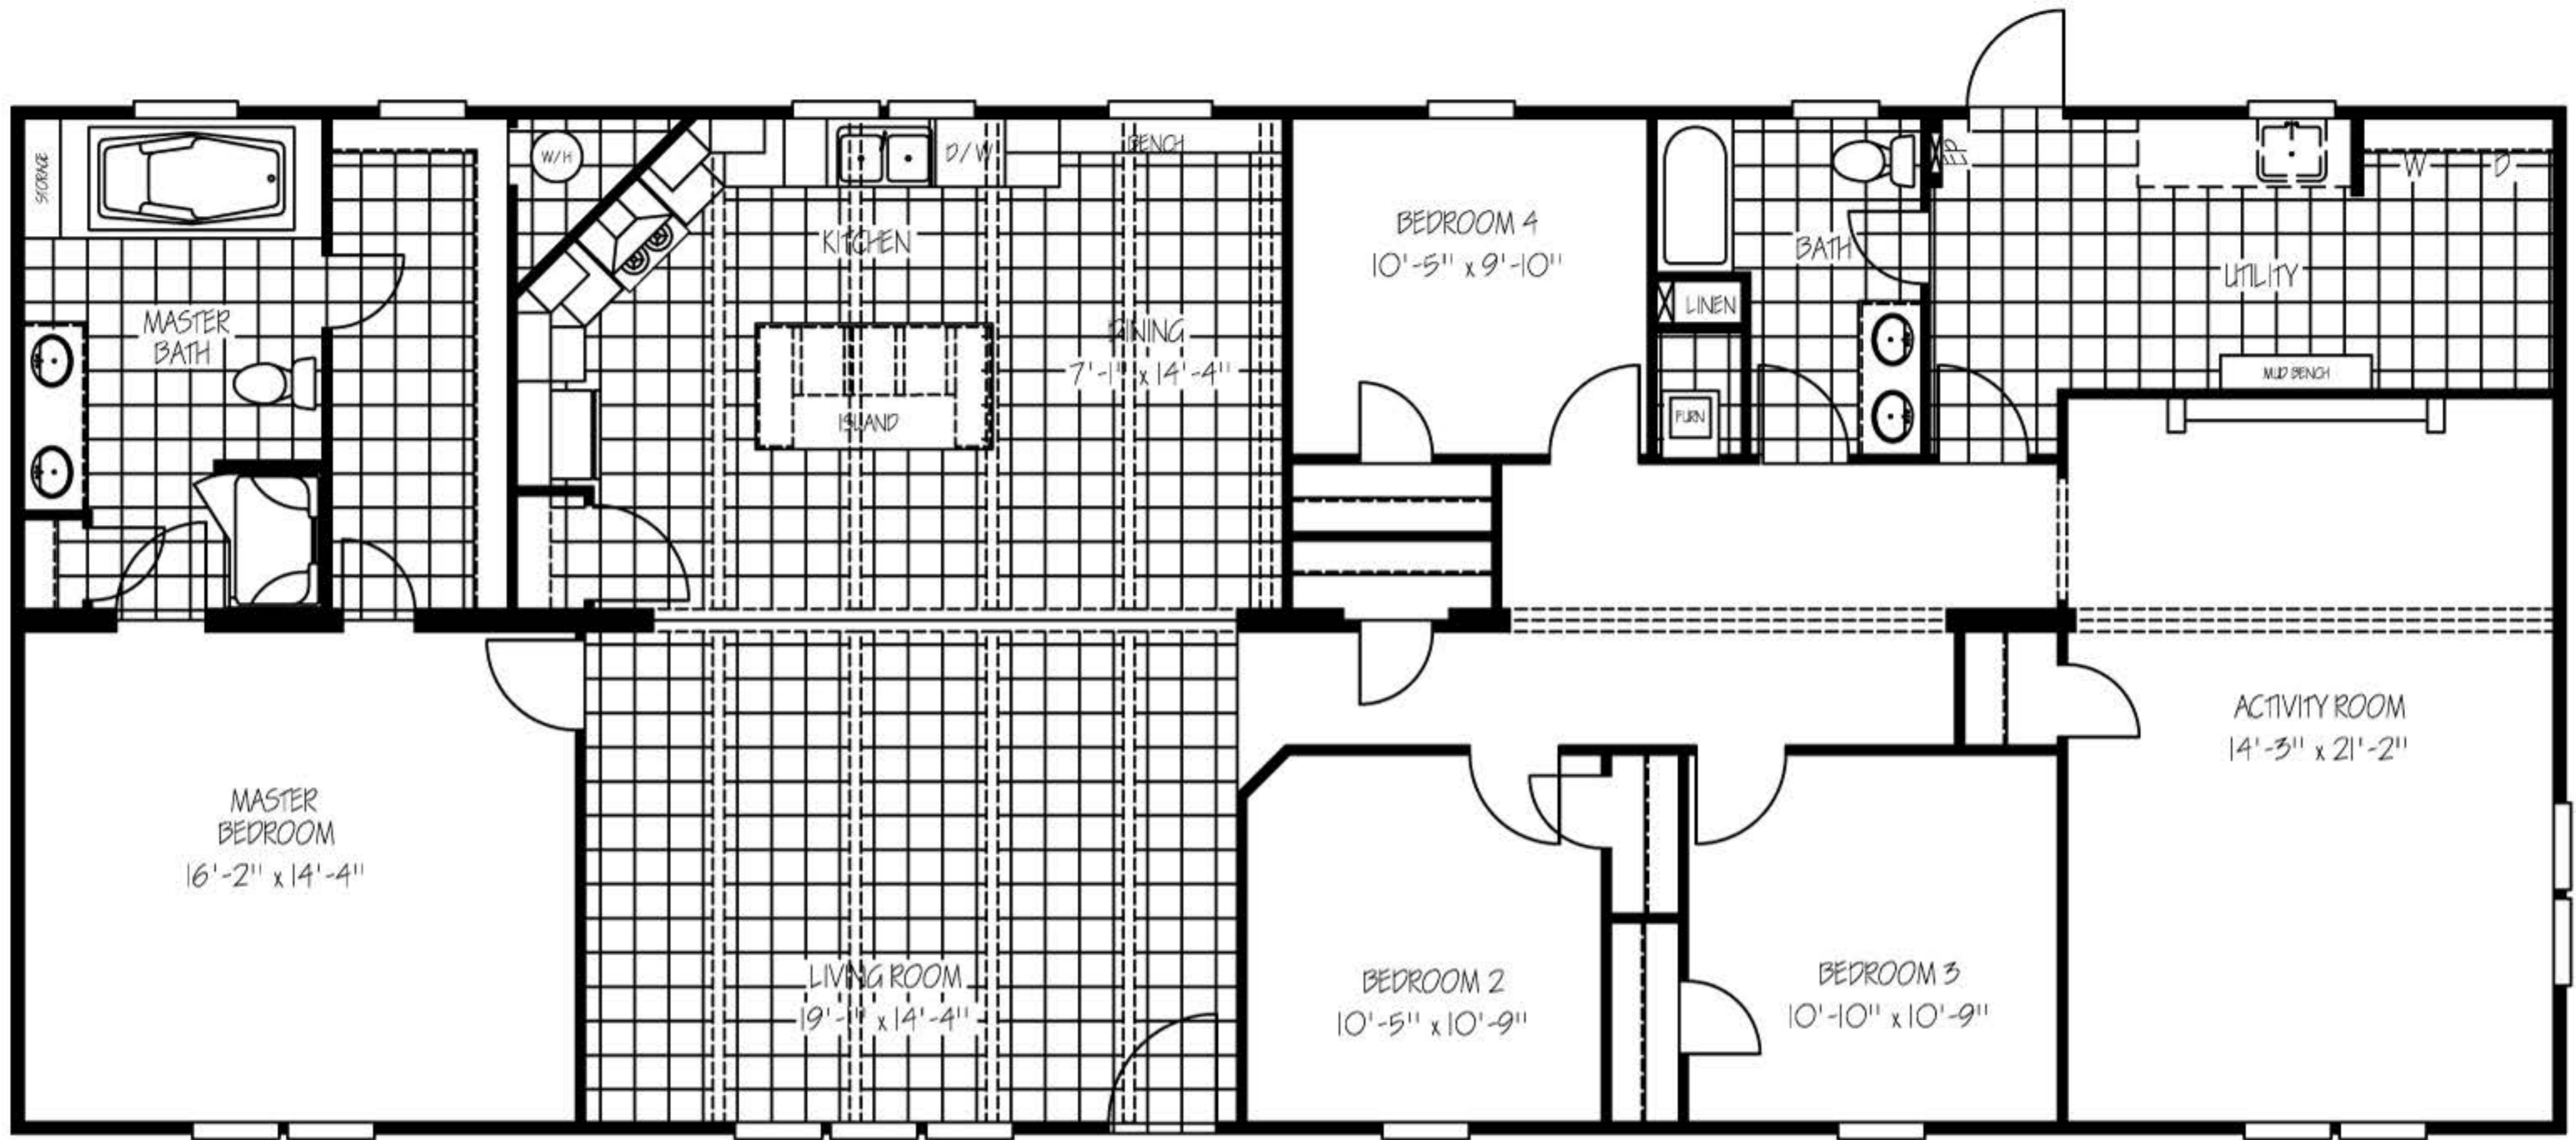 STORAGE
MASTER
BATH
W/H
KITCHEN
D/W
BENCH
DINING
7'-1" x 14'-4"
ISLAND
BEDROOM 4
10'-5" x 9'-10"
BATH
LINEN
FURN
EP
UTILITY
W
D
MUD BENCH
MASTER
BEDROOM
16'-2" x 14'-4"
LIVING ROOM
19'-1" x 14'-4"
BEDROOM 2
10'-5" x 10'-9"
BEDROOM 3
10'-10" x 10'-9"
ACTIVITY ROOM
14'-3" x 21'-2"